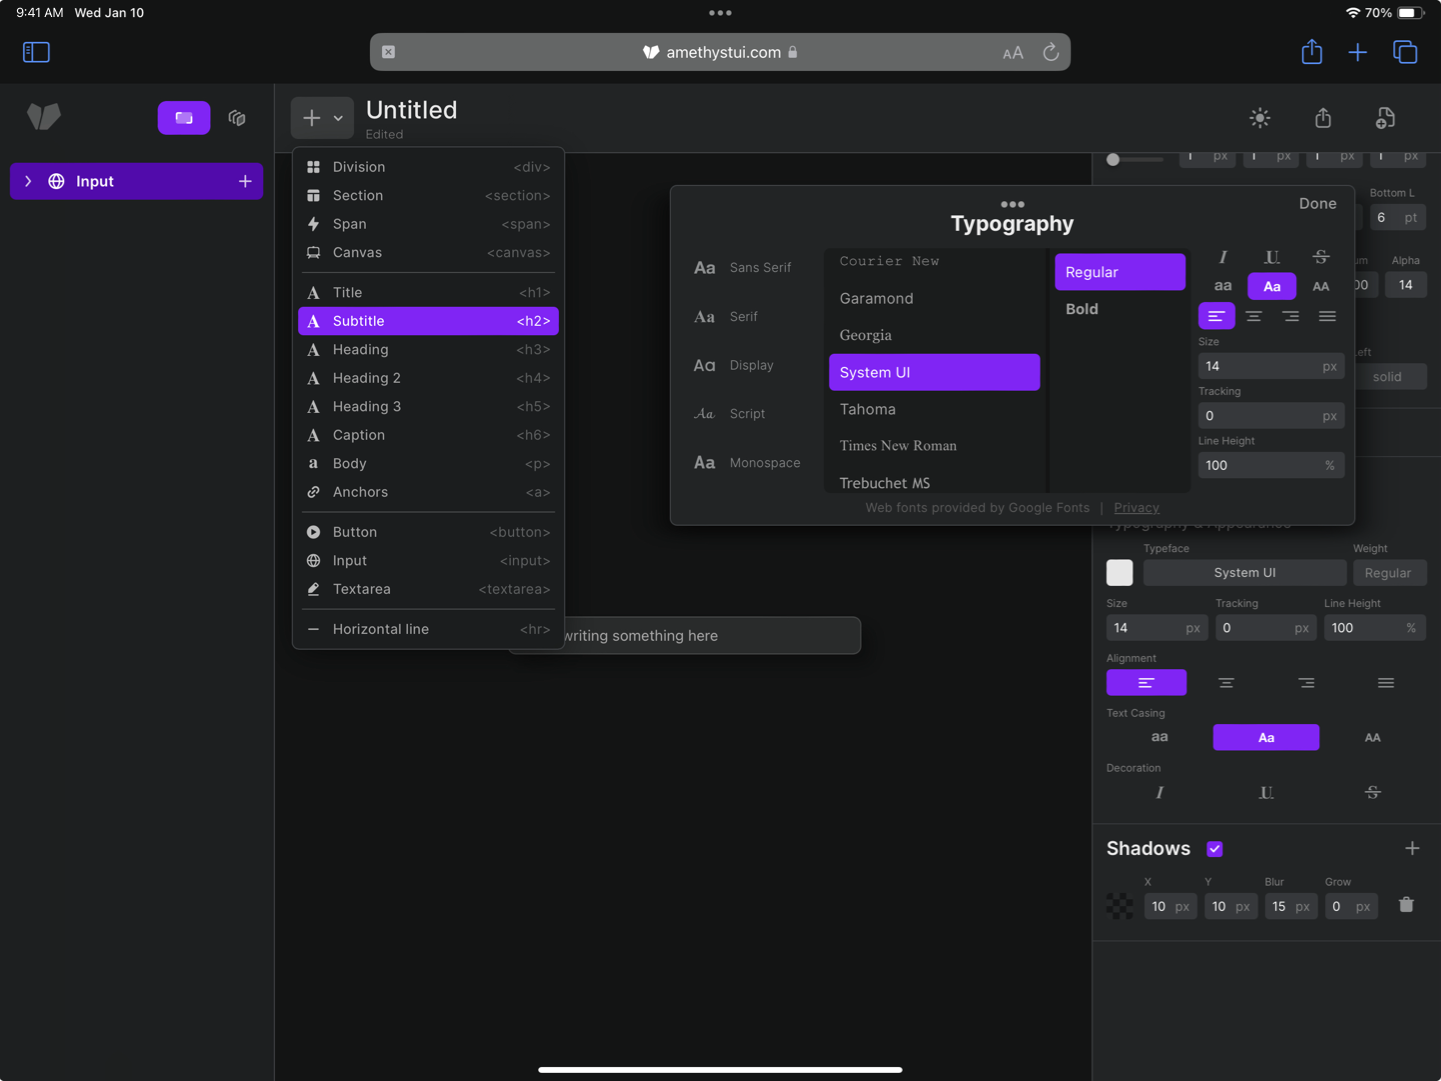 9:41 AM Wed Jan 10
70%
amethystui.com
AA
Untitled
Edited
Input
Division <div>
Section <section>
Span <span>
Canvas <canvas>
A Title <h1>
A Subtitle <h2>
A Heading <h3>
A Heading 2 <h4>
A Heading 3 <h5>
A Caption <h6>
a Body <p>
Anchors <a>
Button <button>
Input <input>
Textarea <textarea>
Horizontal line <hr>
writing something here
Done
Typography
Aa Sans Serif
Aa Serif
Aa Display
Aa Script
Aa Monospace
Courier New
Garamond
Georgia
System UI
Tahoma
Times New Roman
Trebuchet MS
Regular
Bold
I U S
aa Aa AA
Size
14 px
Tracking
0 px
Line Height
100 %
Web fonts provided by Google Fonts | Privacy
1 px 1 px 1 px 1 px
Bottom L
6 pt
Alpha
14
solid
Typography & Appearance
Typeface Weight
System UI Regular
Size Tracking Line Height
14 px 0 px 100 %
Alignment
Text Casing
aa Aa AA
Decoration
I U S
Shadows
X Y Blur Grow
10 px 10 px 15 px 0 px